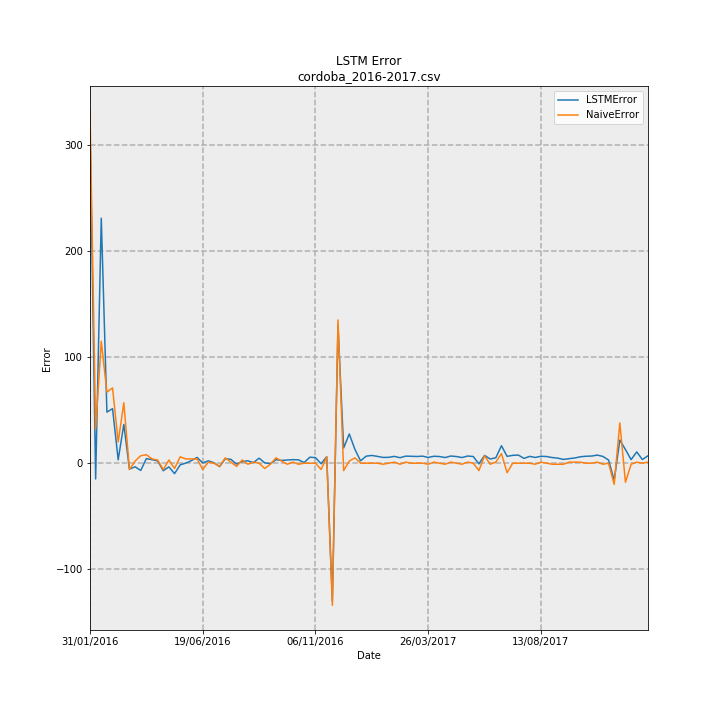 LSTM Error
cordoba_2016-2017.csv
LSTMError
NaiveError
300
200
100
0
−100
Error
31/01/2016
19/06/2016
06/11/2016
26/03/2017
13/08/2017
Date